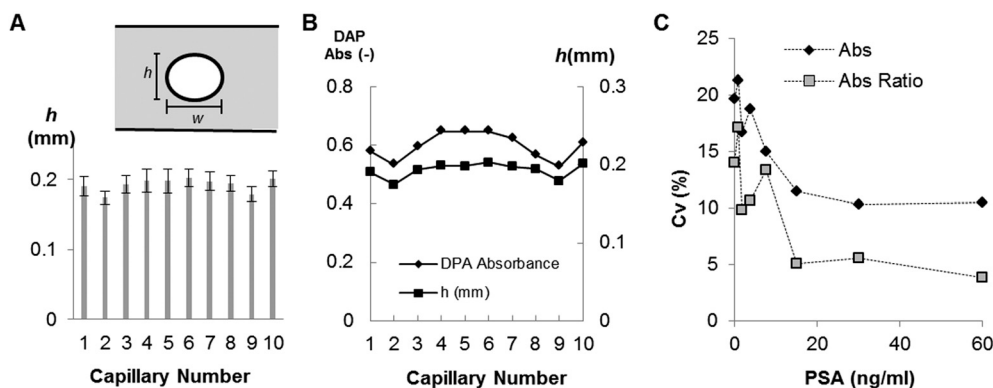 A
h
w
h
(mm)
0.2
0.1
0
1 2 3 4 5 6 7 8 9 10
Capillary Number
B
DAP
Abs (-)
h(mm)
0.8
0.6
0.4
0.2
0
0.3
0.2
0.1
0
DPA Absorbance
h (mm)
1 2 3 4 5 6 7 8 9 10
Capillary Number
C
25
20
15
10
5
0
Cv (%)
Abs
Abs Ratio
0 20 40 60
PSA (ng/ml)